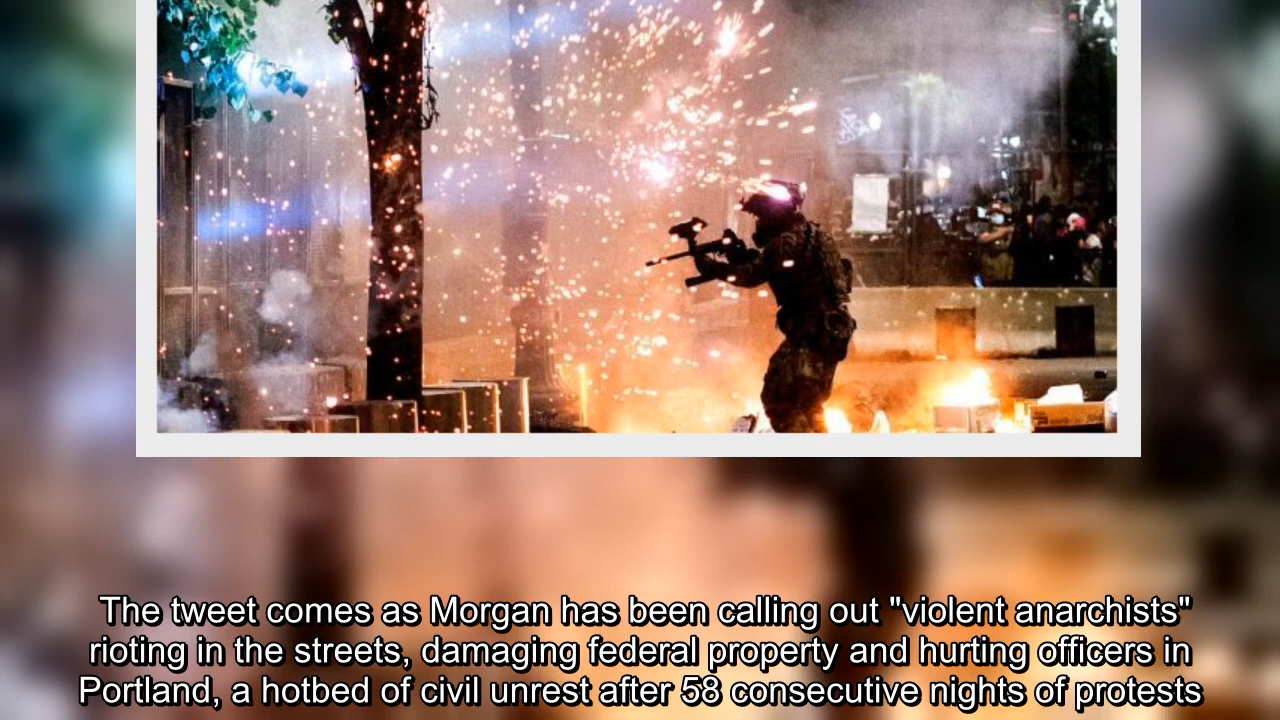 The tweet comes as Morgan has been calling out "violent anarchists"
rioting in the streets, damaging federal property and hurting officers in
Portland, a hotbed of civil unrest after 58 consecutive nights of protests